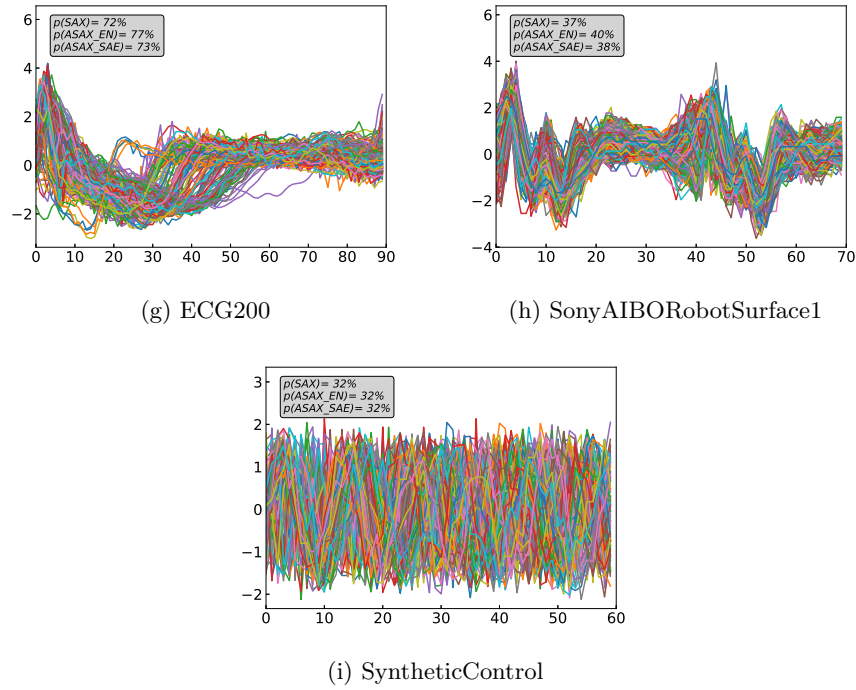 p(SAX)= 72%
p(ASAX_EN)= 77%
p(ASAX_SAE)= 73%
6
4
2
0
−2
0 10 20 30 40 50 60 70 80 90
(g) ECG200
p(SAX)= 37%
p(ASAX_EN)= 40%
p(ASAX_SAE)= 38%
6
4
2
0
−2
−4
0 10 20 30 40 50 60 70
(h) SonyAIBORobotSurface1
p(SAX)= 32%
p(ASAX_EN)= 32%
p(ASAX_SAE)= 32%
3
2
1
0
−1
−2
0 10 20 30 40 50 60
(i) SyntheticControl